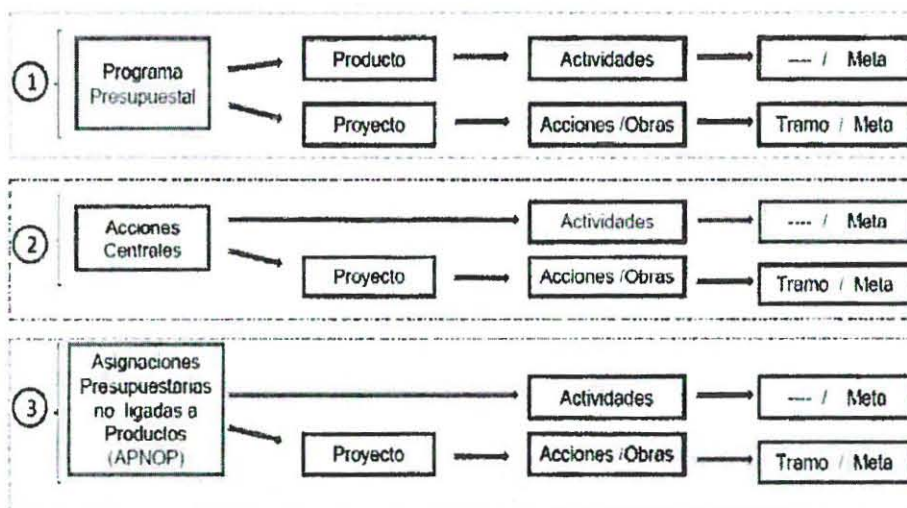 1
Programa
Presupuestal
Producto
Actividades
---- / Meta
Proyecto
Acciones /Obras
Tramo / Meta
2
Acciones
Centrales
Actividades
---- / Meta
Proyecto
Acciones /Obras
Tramo / Meta
3
Asignaciones
Presupuestarias
no ligadas a
Productos
(APNOP)
Actividades
---- / Meta
Proyecto
Acciones /Obras
Tramo / Meta